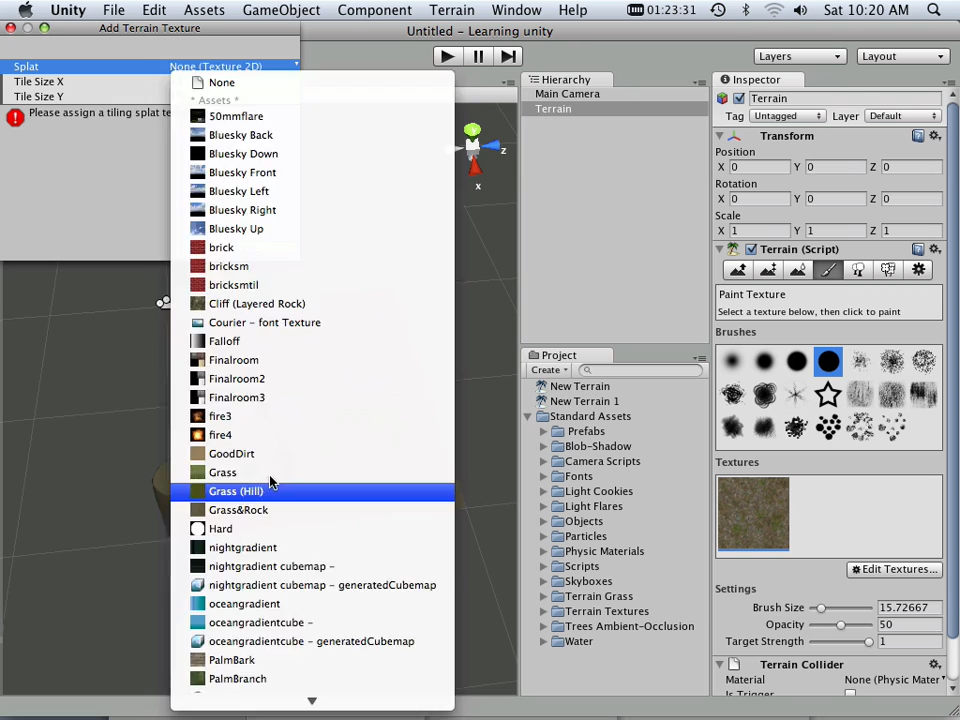 Unity File Edit Assets GameObject Component Terrain Window Help 01:23:31 Sat 10:20 AM
Add Terrain Texture
Untitled - Learning unity
Splat None (Texture 2D)
Tile Size X
Tile Size Y
Please assign a tiling splat te
None
* Assets *
50mmflare
Bluesky Back
Bluesky Down
Bluesky Front
Bluesky Left
Bluesky Right
Bluesky Up
brick
bricksm
bricksmtil
Cliff (Layered Rock)
Courier - font Texture
Falloff
Finalroom
Finalroom2
Finalroom3
fire3
fire4
GoodDirt
Grass
Grass (Hill)
Grass&Rock
Hard
nightgradient
nightgradient cubemap -
nightgradient cubemap - generatedCubemap
oceangradient
oceangradientcube -
oceangradientcube - generatedCubemap
PalmBark
PalmBranch
y
z
x
Layers
Layout
Hierarchy
Main Camera
Terrain
Project
Create
New Terrain
New Terrain 1
Standard Assets
Prefabs
Blob-Shadow
Camera Scripts
Fonts
Light Cookies
Light Flares
Objects
Particles
Physic Materials
Scripts
Skyboxes
Terrain Grass
Terrain Textures
Trees Ambient-Occlusion
Water
Inspector
Terrain
Tag Untagged Layer Default
Transform
Position
X 0 Y 0 Z 0
Rotation
X 0 Y 0 Z 0
Scale
X 1 Y 1 Z 1
Terrain (Script)
Paint Texture
Select a texture below, then click to paint
Brushes
Textures
Edit Textures...
Settings
Brush Size 15.72667
Opacity 50
Target Strength 1
Terrain Collider
Material None (Physic Mater
Is Trigger